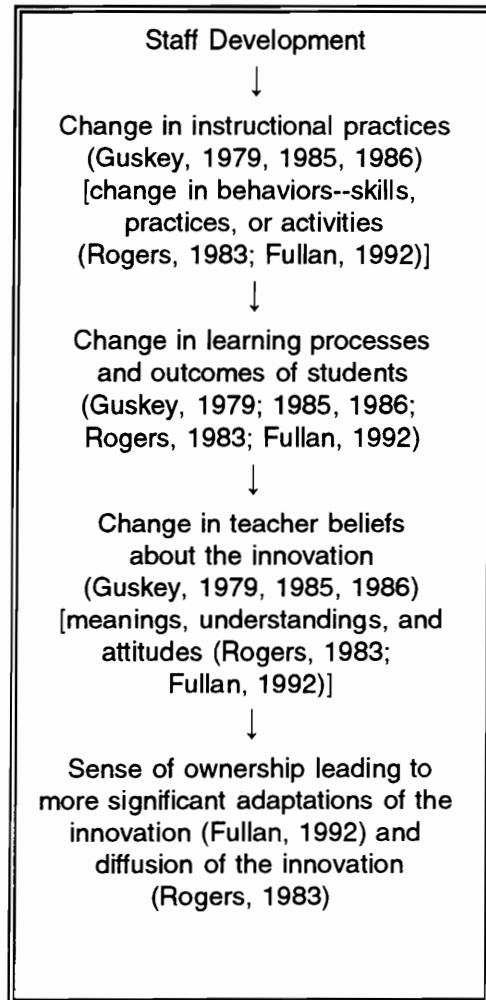 Staff Development
↓
Change in instructional practices
(Guskey, 1979, 1985, 1986)
[change in behaviors--skills,
practices, or activities
(Rogers, 1983; Fullan, 1992)]
↓
Change in learning processes
and outcomes of students
(Guskey, 1979; 1985, 1986;
Rogers, 1983; Fullan, 1992)
↓
Change in teacher beliefs
about the innovation
(Guskey, 1979, 1985, 1986)
[meanings, understandings, and
attitudes (Rogers, 1983;
Fullan, 1992)]
↓
Sense of ownership leading to
more significant adaptations of the
innovation (Fullan, 1992) and
diffusion of the innovation
(Rogers, 1983)